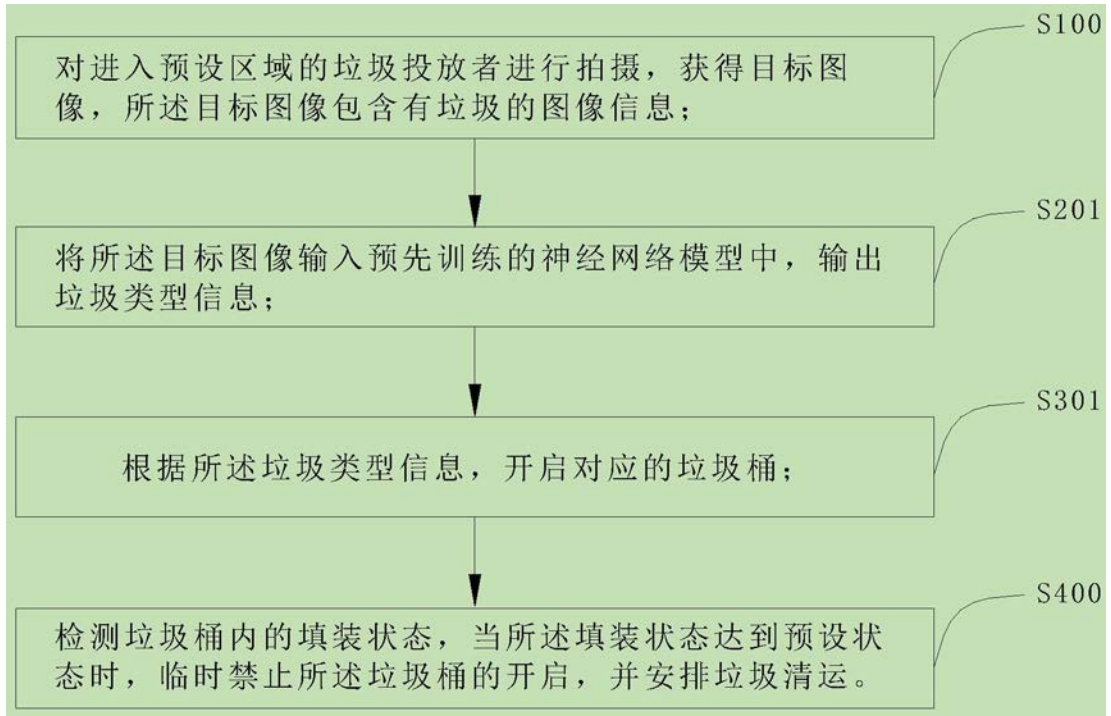 S100
对进入预设区域的垃圾投放者进行拍摄，获得目标图
像，所述目标图像包含有垃圾的图像信息；
S201
将所述目标图像输入预先训练的神经网络模型中，输出
垃圾类型信息；
S301
根据所述垃圾类型信息，开启对应的垃圾桶；
S400
检测垃圾桶内的填装状态，当所述填装状态达到预设状
态时，临时禁止所述垃圾桶的开启，并安排垃圾清运。